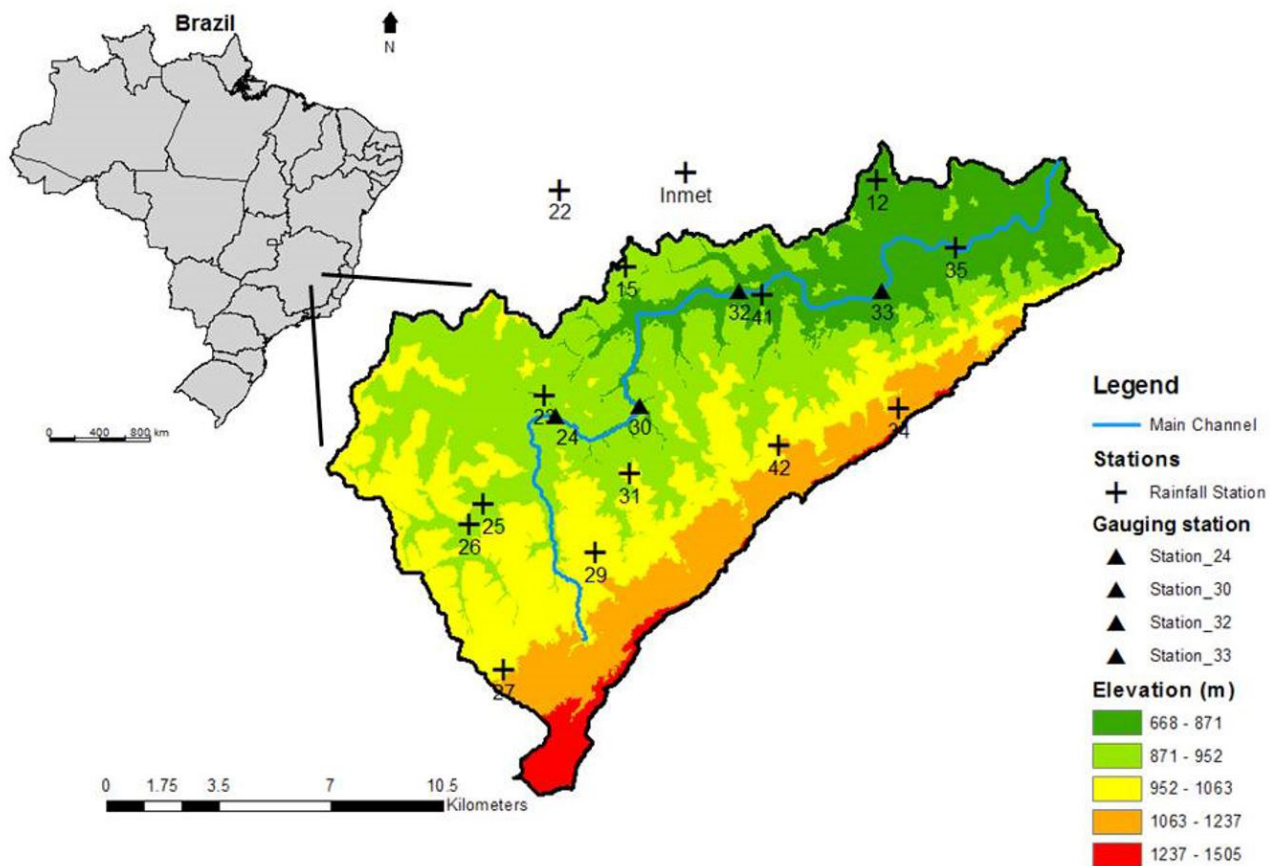 Brazil
N
0 400 800 km
22
Inmet
12
35
15
32
41
33
24
30
34
42
31
25
26
29
27
0 1.75 3.5 7 10.5
Kilometers
Legend
Main Channel
Stations
Rainfall Station
Gauging station
Station_24
Station_30
Station_32
Station_33
Elevation (m)
668 - 871
871 - 952
952 - 1063
1063 - 1237
1237 - 1505